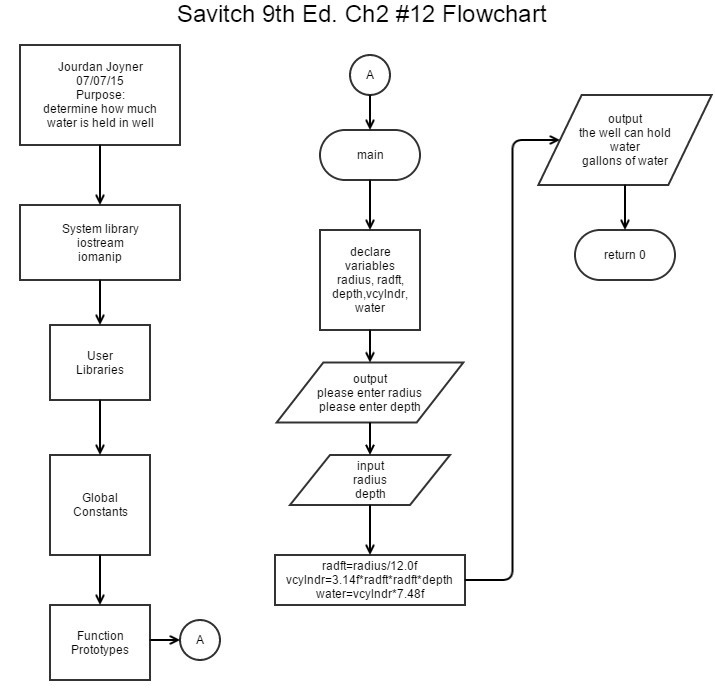 Savitch 9th Ed. Ch2 #12 Flowchart
Jourdan Joyner
07/07/15
Purpose:
determine how much
water is held in well
System library
iostream
iomanip
User
Libraries
Global
Constants
Function
Prototypes
A
A
main
declare
variables
radius, radft,
depth,vcylndr,
water
output
please enter radius
please enter depth
input
radius
depth
radft=radius/12.0f
vcylndr=3.14f*radft*radft*depth
water=vcylndr*7.48f
output
the well can hold
water
gallons of water
return 0